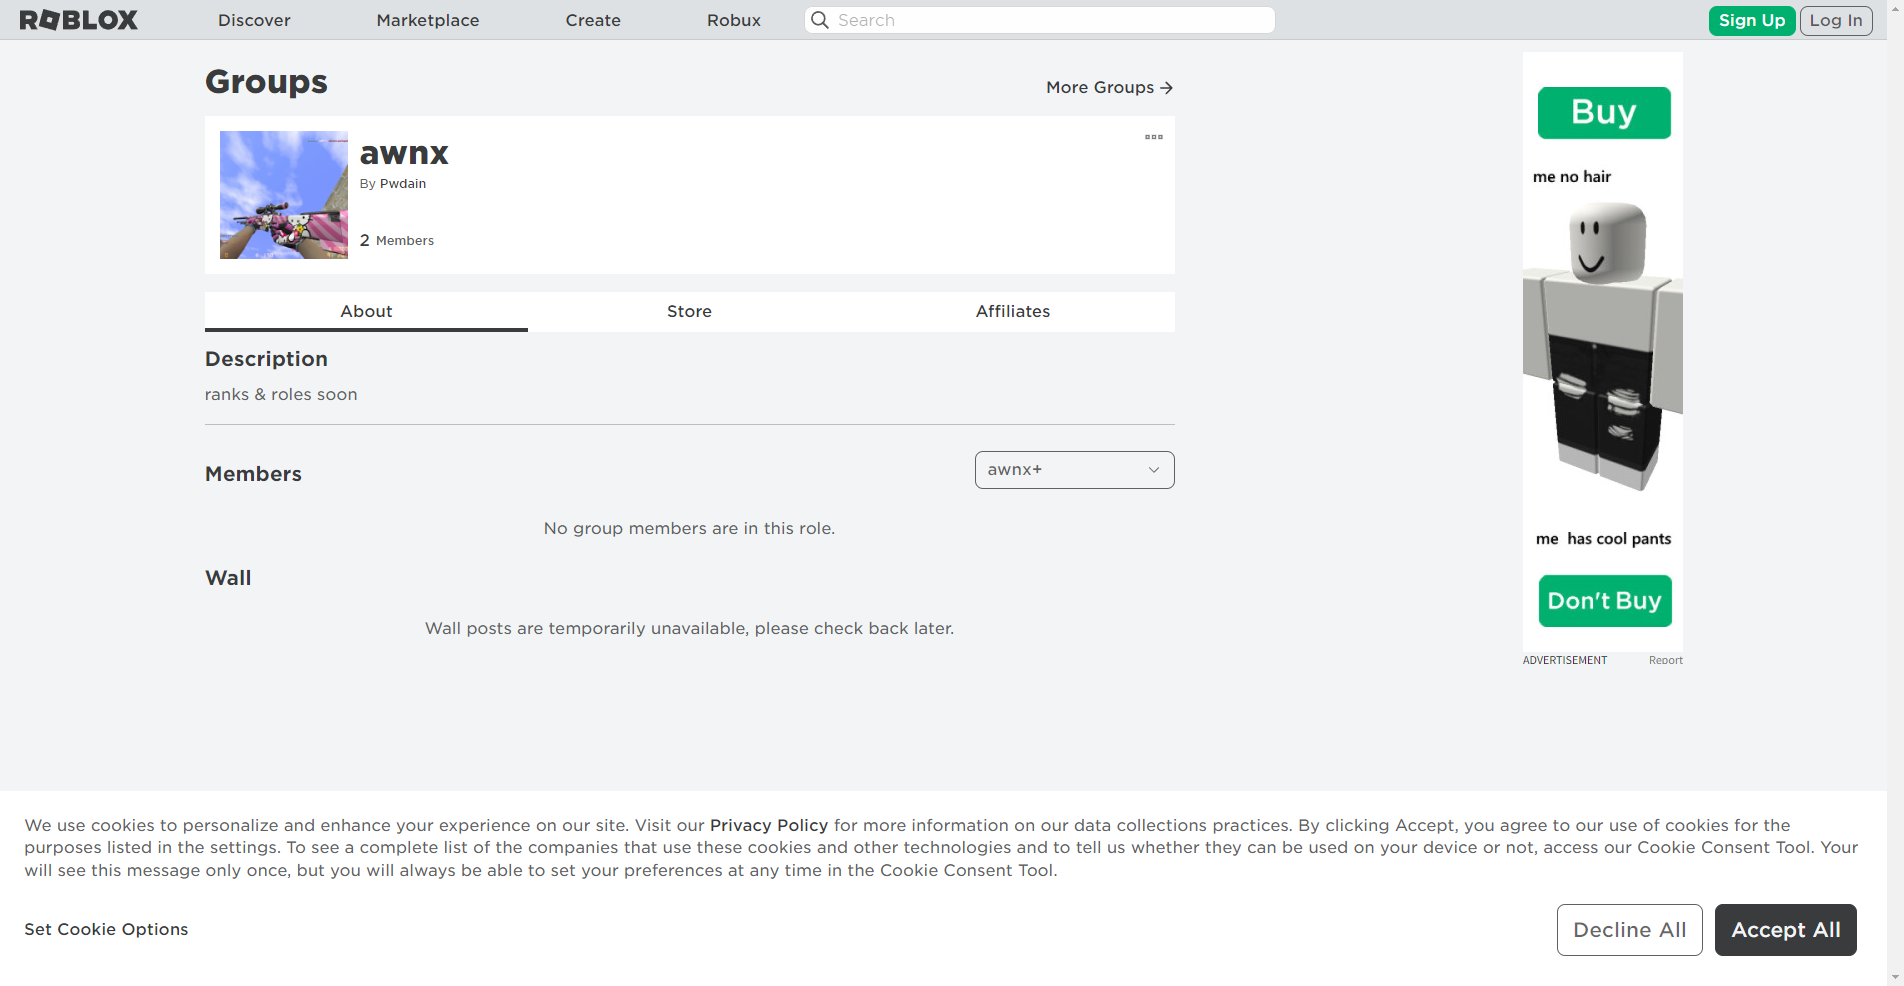 ROBLOX
Discover
Marketplace
Create
Robux
Search
Sign Up
Log In
Groups
More Groups
awnx
By Pwdain
2 Members
About
Store
Affiliates
Description
ranks & roles soon
Members
awnx+
No group members are in this role.
Wall
Wall posts are temporarily unavailable, please check back later.
Buy
me no hair
me has cool pants
Don't Buy
ADVERTISEMENT
Report
We use cookies to personalize and enhance your experience on our site. Visit our Privacy Policy for more information on our data collections practices. By clicking Accept, you agree to our use of cookies for the
purposes listed in the settings. To see a complete list of the companies that use these cookies and other technologies and to tell us whether they can be used on your device or not, access our Cookie Consent Tool. Your
will see this message only once, but you will always be able to set your preferences at any time in the Cookie Consent Tool.
Set Cookie Options
Decline All
Accept All